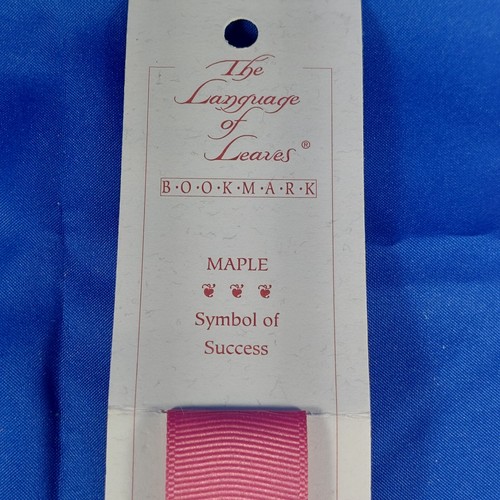 The
Language
of
Leaves®
B·O·O·K·M·A·R·K
MAPLE
Symbol of
Success